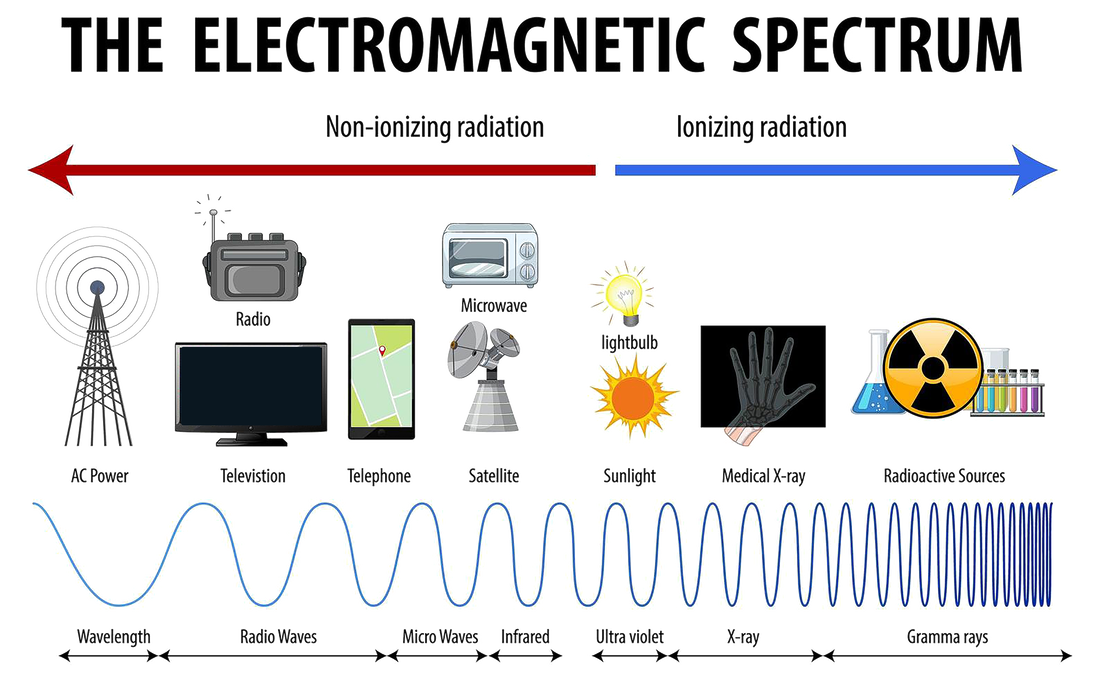 THE ELECTROMAGNETIC SPECTRUM
Non-ionizing radiation
Ionizing radiation
Radio
Microwave
lightbulb
AC Power
Televistion
Telephone
Satellite
Sunlight
Medical X-ray
Radioactive Sources
Wavelength
Radio Waves
Micro Waves
Infrared
Ultra violet
X-ray
Gramma rays